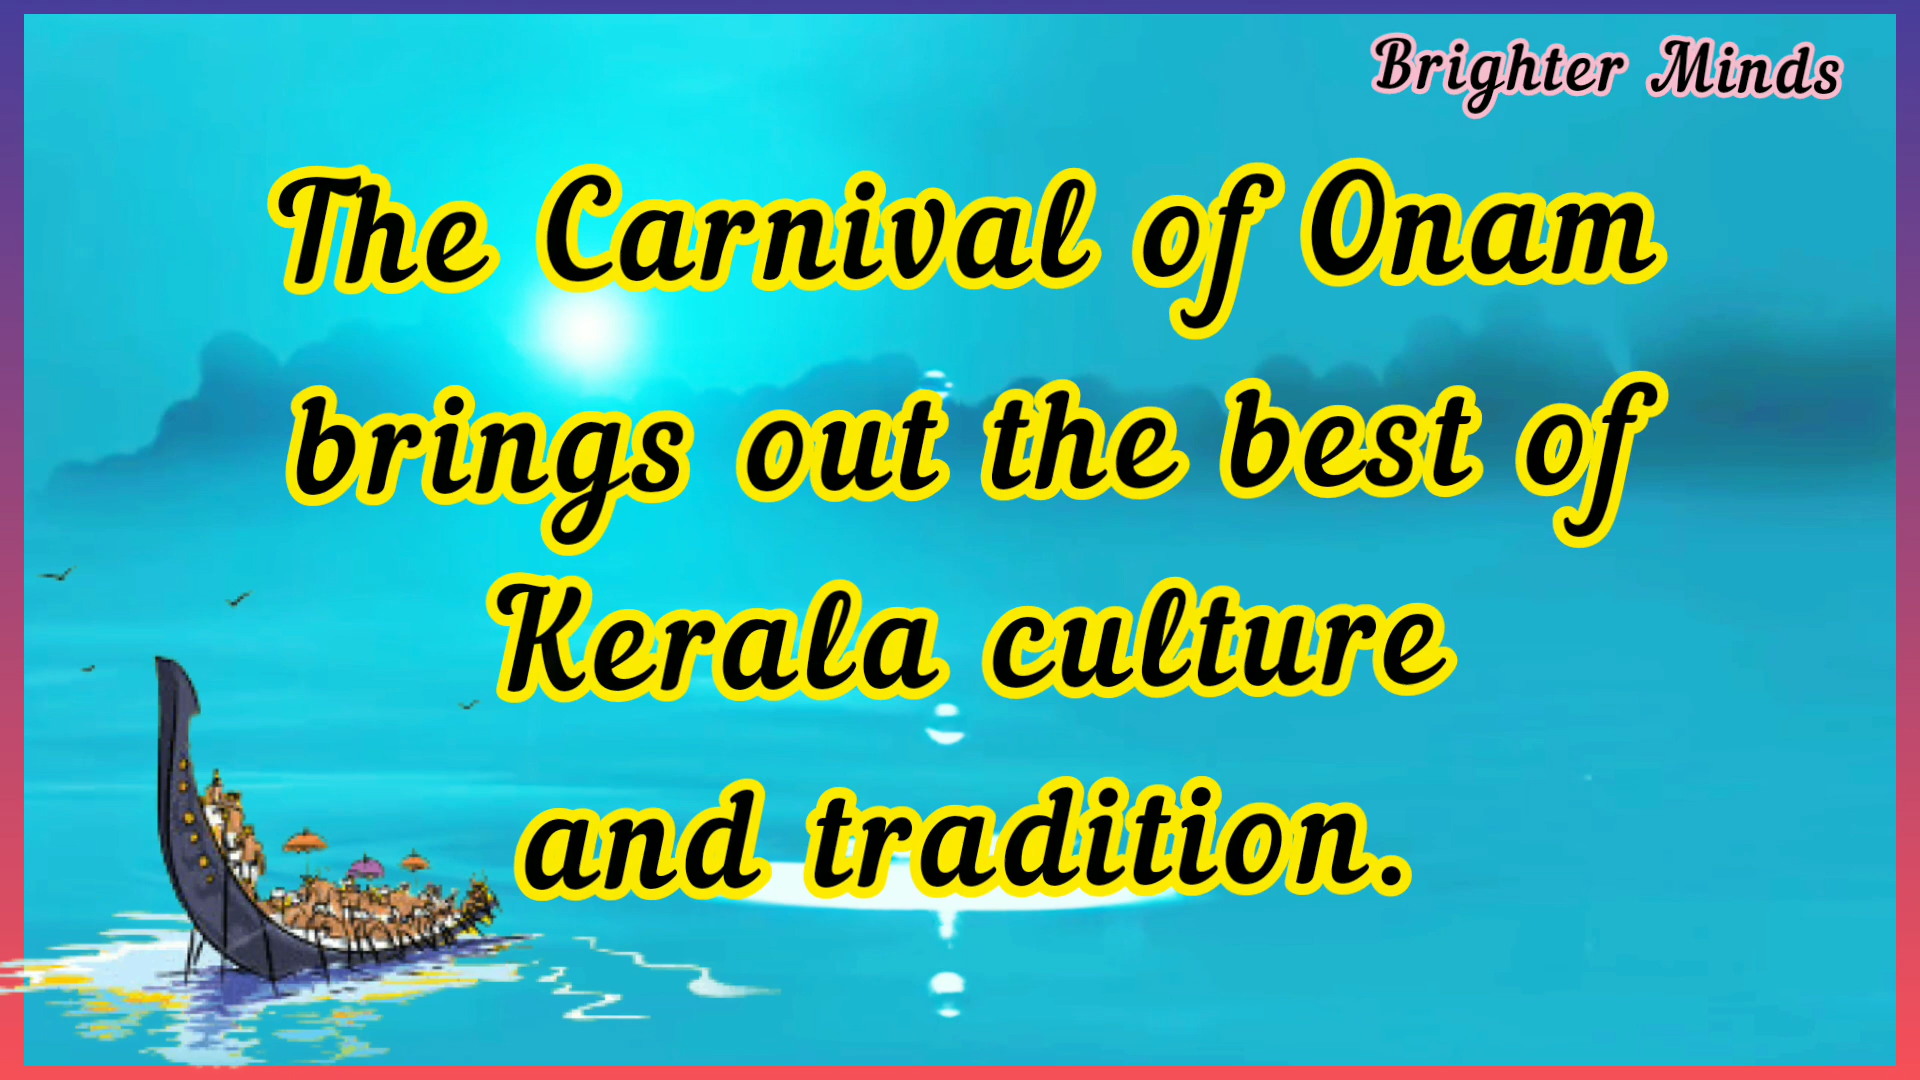 Brighter Minds
The Carnival of Onam
brings out the best of
Kerala culture
and tradition.